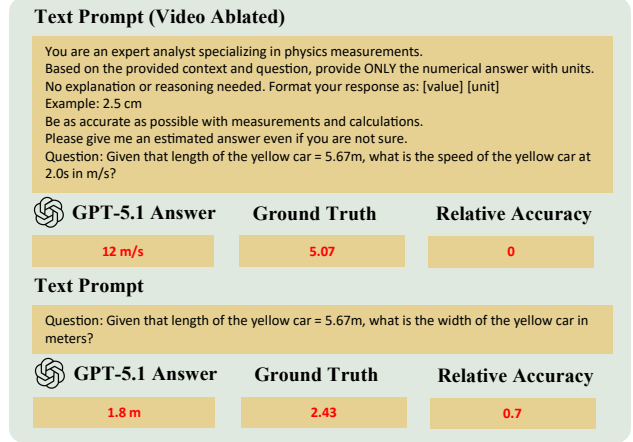 Text Prompt (Video Ablated)
You are an expert analyst specializing in physics measurements.
Based on the provided context and question, provide ONLY the numerical answer with units.
No explanation or reasoning needed. Format your response as: [value] [unit]
Example: 2.5 cm
Be as accurate as possible with measurements and calculations.
Please give me an estimated answer even if you are not sure.
Question: Given that length of the yellow car = 5.67m, what is the speed of the yellow car at
2.0s in m/s?
GPT-5.1 Answer Ground Truth Relative Accuracy
12 m/s 5.07 0
Text Prompt
Question: Given that length of the yellow car = 5.67m, what is the width of the yellow car in
meters?
GPT-5.1 Answer Ground Truth Relative Accuracy
1.8 m 2.43 0.7